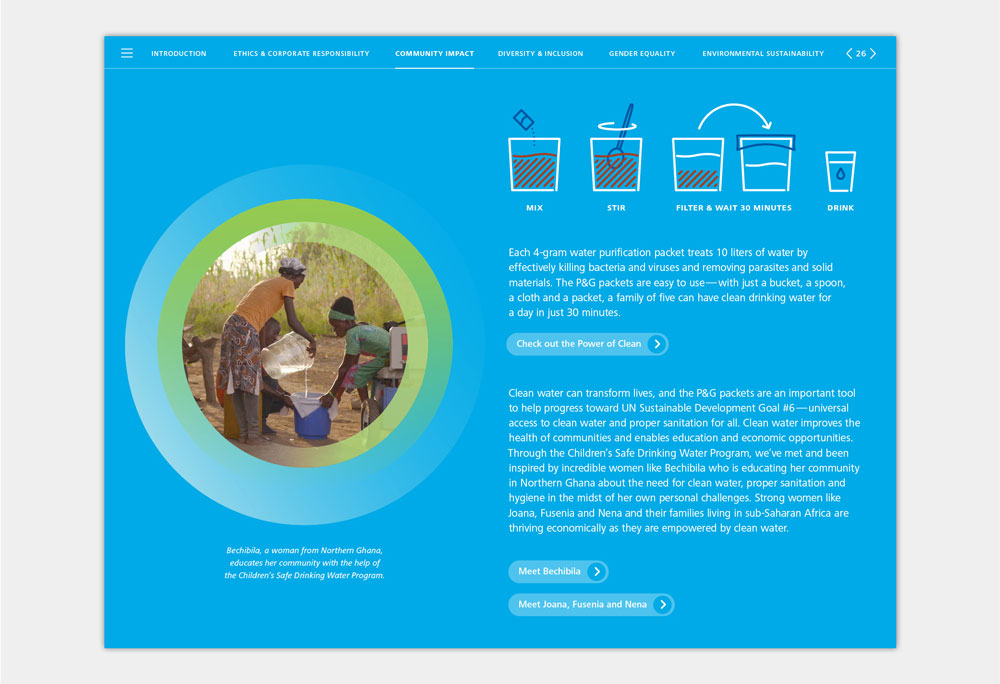 INTRODUCTION
ETHICS & CORPORATE RESPONSIBILITY
COMMUNITY IMPACT
DIVERSITY & INCLUSION
GENDER EQUALITY
ENVIRONMENTAL SUSTAINABILITY
26
MIX
STIR
FILTER & WAIT 30 MINUTES
DRINK
Each 4-gram water purification packet treats 10 liters of water by
effectively killing bacteria and viruses and removing parasites and solid
materials. The P&G packets are easy to use—with just a bucket, a spoon,
a cloth and a packet, a family of five can have clean drinking water for
a day in just 30 minutes.
Check out the Power of Clean
Clean water can transform lives, and the P&G packets are an important tool
to help progress toward UN Sustainable Development Goal #6—universal
access to clean water and proper sanitation for all. Clean water improves the
health of communities and enables education and economic opportunities.
Through the Children’s Safe Drinking Water Program, we’ve met and been
inspired by incredible women like Bechibila who is educating her community
in Northern Ghana about the need for clean water, proper sanitation and
hygiene in the midst of her own personal challenges. Strong women like
Joana, Fusenia and Nena and their families living in sub-Saharan Africa are
thriving economically as they are empowered by clean water.
Bechibila, a woman from Northern Ghana,
educates her community with the help of
the Children’s Safe Drinking Water Program.
Meet Bechibila
Meet Joana, Fusenia and Nena